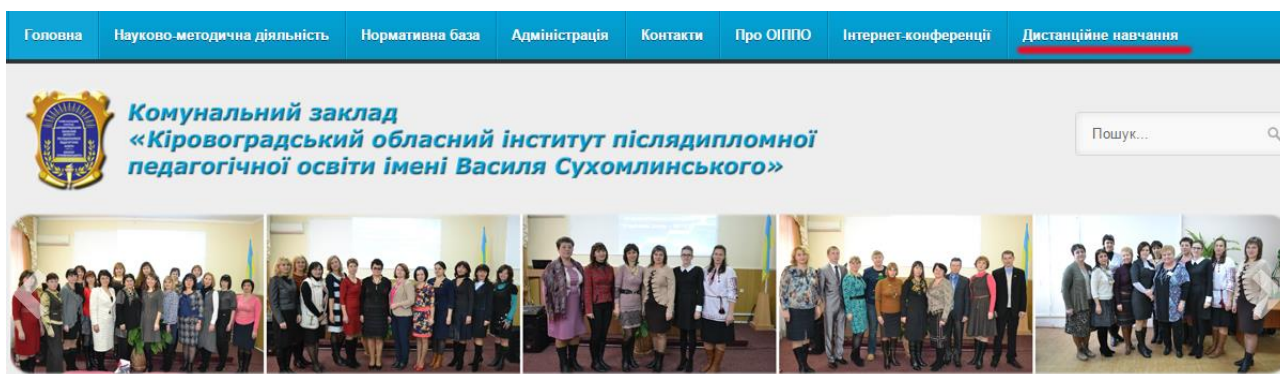 Головна Науково-методична діяльність Нормативна база Адміністрація Контакти Про ОІППО Інтернет-конференції Дистанційне навчання
Комунальний заклад
«Кіровоградський обласний інститут післядипломної
педагогічної освіти імені Василя Сухомлинського»
Пошук...